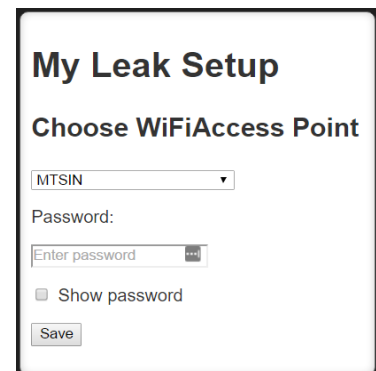 My Leak Setup
Choose WiFiAccess Point
MTSIN
Password:
Enter password
Show password
Save